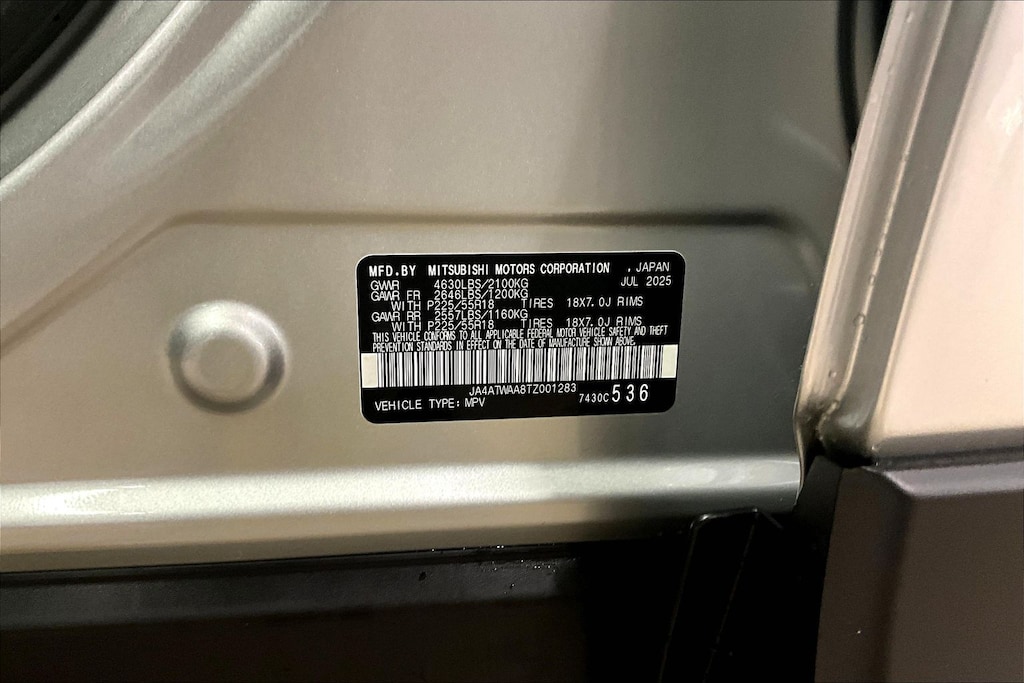 MFD.BY MITSUBISHI MOTORS CORPORATION , JAPAN
GVWR 4630LBS/2100KG JUL 2025
GAWR FR 2646LBS/1200KG
WITH P225/55R18 TIRES 18X7.0J RIMS
GAWR RR 2557LBS/1160KG
WITH P225/55R18 TIRES 18X7.0J RIMS
THIS VEHICLE CONFORMS TO ALL APPLICABLE FEDERAL MOTOR VEHICLE SAFETY AND THEFT
PREVENTION STANDARDS IN EFFECT ON THE DATE OF MANUFACTURE SHOWN ABOVE.
JA4ATWAA8TZ001283
VEHICLE TYPE: MPV 7430C 536